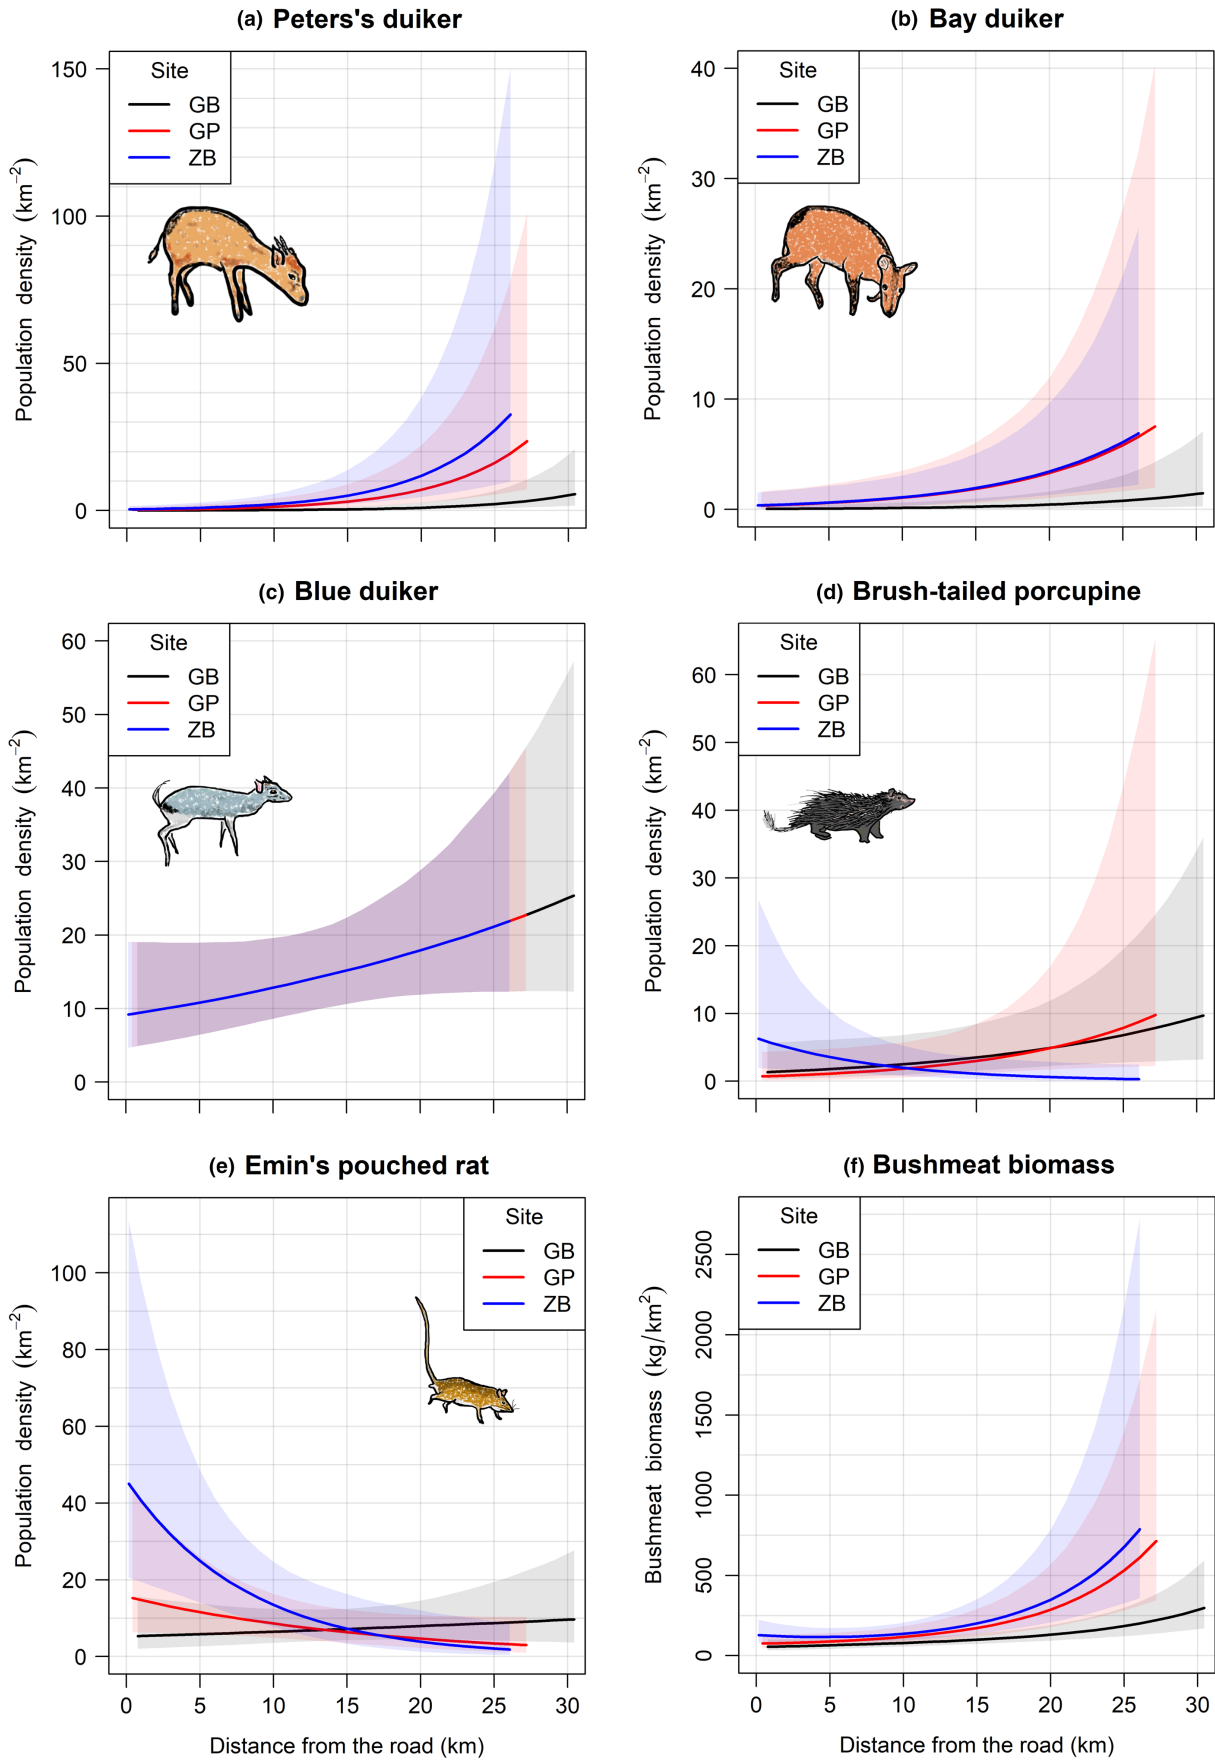 (a) Peters's duiker
Site
GB
GP
ZB
Population density (km⁻²)
150
100
50
0
(b) Bay duiker
Site
GB
GP
ZB
Population density (km⁻²)
40
30
20
10
0
(c) Blue duiker
Site
GB
GP
ZB
Population density (km⁻²)
60
50
40
30
20
10
0
(d) Brush-tailed porcupine
Site
GB
GP
ZB
Population density (km⁻²)
60
50
40
30
20
10
0
(e) Emin's pouched rat
Site
GB
GP
ZB
Population density (km⁻²)
100
80
60
40
20
0
0 5 10 15 20 25 30
Distance from the road (km)
(f) Bushmeat biomass
Site
GB
GP
ZB
Bushmeat biomass (kg/km²)
2500
2000
1500
1000
500
0
0 5 10 15 20 25 30
Distance from the road (km)